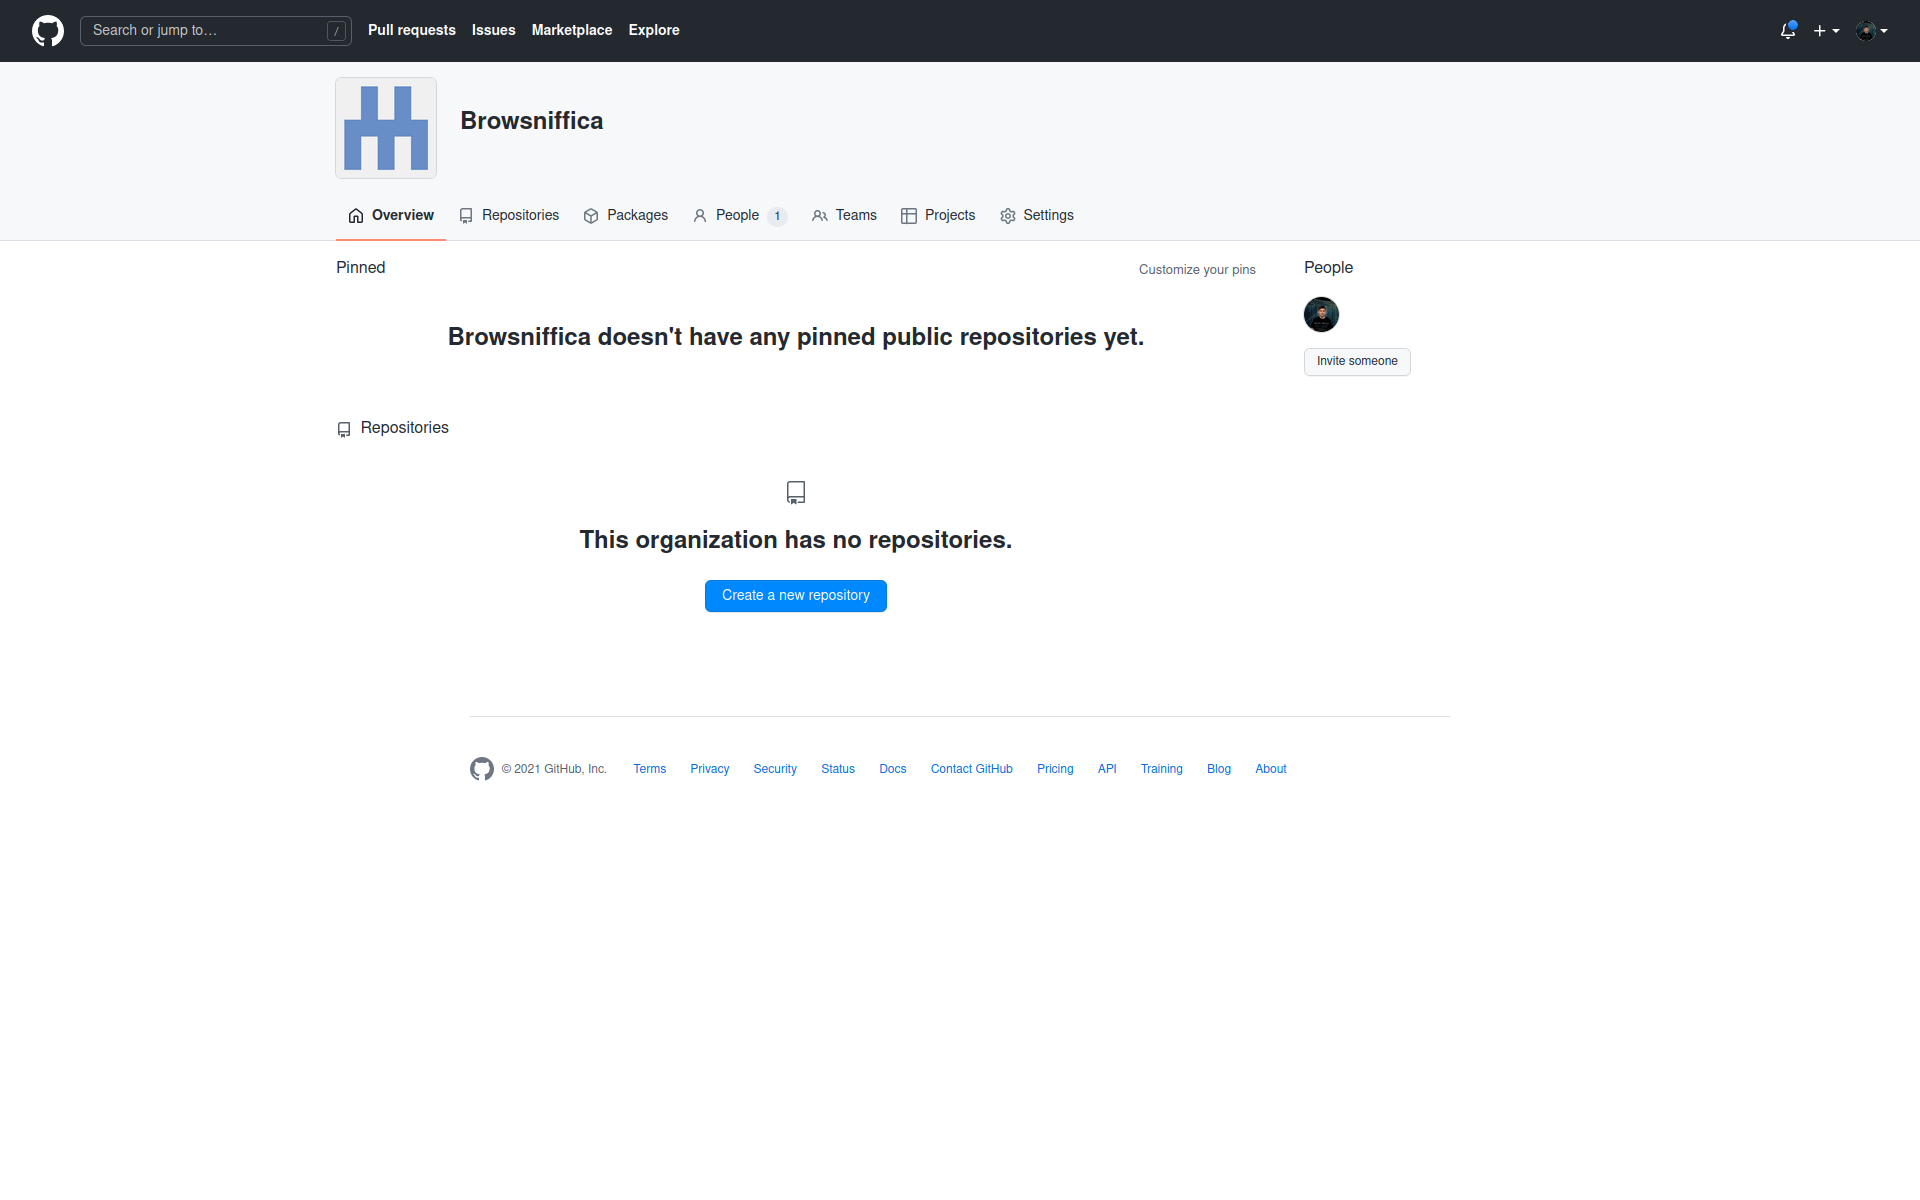 Search or jump to… /
Pull requests Issues Marketplace Explore
Browsniffica
Overview Repositories Packages People 1 Teams Projects Settings
Pinned
Customize your pins
People
Browsniffica doesn't have any pinned public repositories yet.
Invite someone
Repositories
This organization has no repositories.
Create a new repository
© 2021 GitHub, Inc. Terms Privacy Security Status Docs Contact GitHub Pricing API Training Blog About